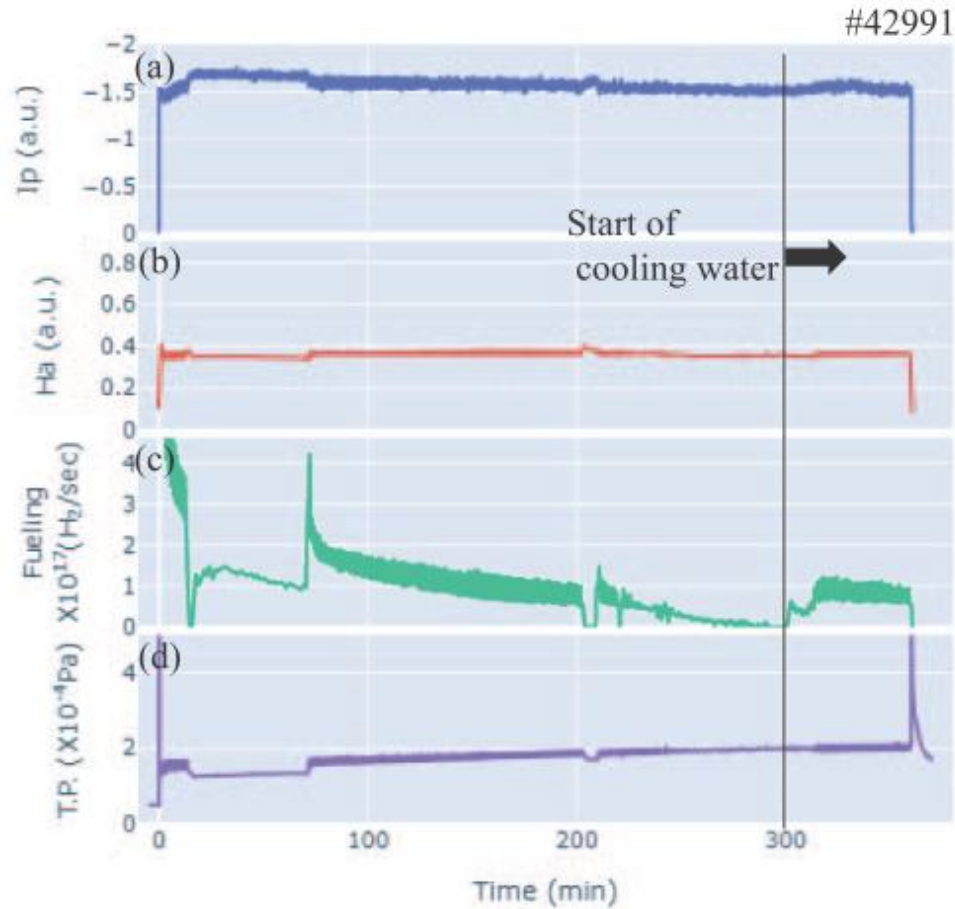 #42991
(a)
Ip (a.u.)
−2
−1.5
−1
−0.5
0
Start of
cooling water
(b)
Ha (a.u.)
0.8
0.6
0.4
0.2
0
(c)
Fueling
X10¹⁷(H₂/sec)
4
3
2
1
0
(d)
T.P. (X10⁻⁴Pa)
4
2
0
0 100 200 300
Time (min)